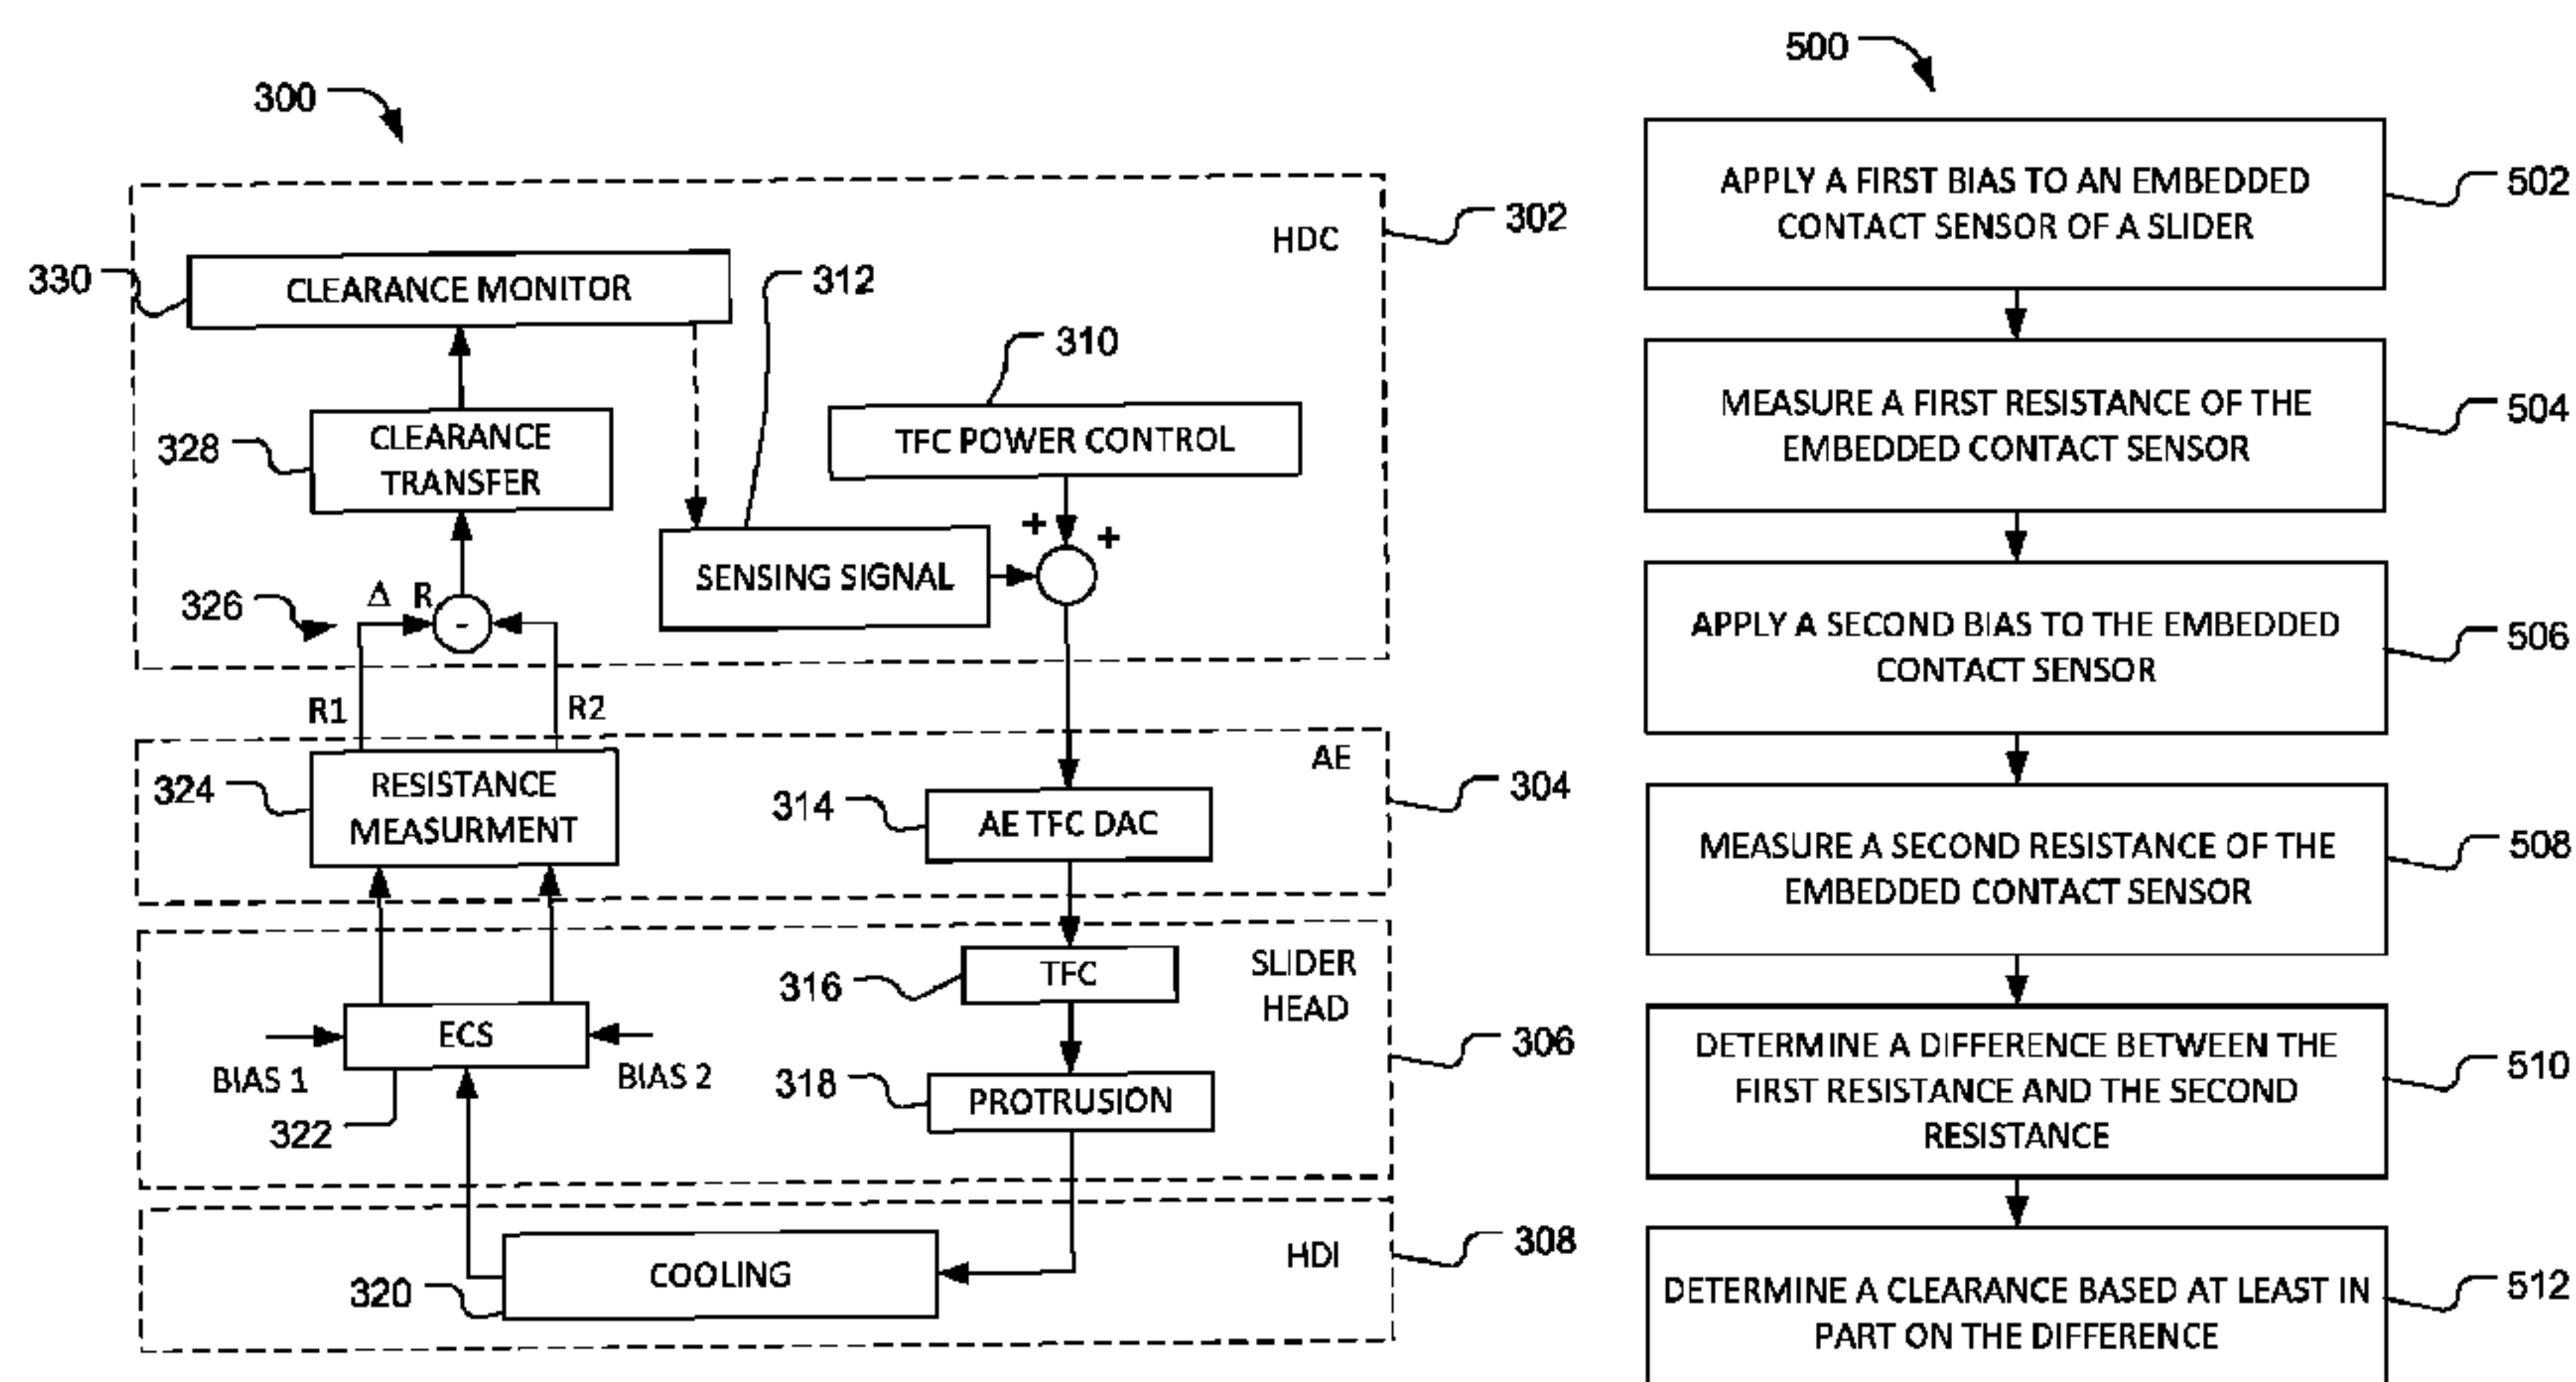 300
302
HDC
330
CLEARANCE MONITOR
312
310
328
CLEARANCE
TRANSFER
TFC POWER CONTROL
+
+
SENSING SIGNAL
326
Δ R
-
R1
R2
AE
304
324
RESISTANCE
MEASURMENT
314
AE TFC DAC
SLIDER
HEAD
306
316
TFC
ECS
BIAS 1
BIAS 2
322
318
PROTRUSION
HDI
308
320
COOLING
500
APPLY A FIRST BIAS TO AN EMBEDDED
CONTACT SENSOR OF A SLIDER
502
MEASURE A FIRST RESISTANCE OF THE
EMBEDDED CONTACT SENSOR
504
APPLY A SECOND BIAS TO THE EMBEDDED
CONTACT SENSOR
506
MEASURE A SECOND RESISTANCE OF THE
EMBEDDED CONTACT SENSOR
508
DETERMINE A DIFFERENCE BETWEEN THE
FIRST RESISTANCE AND THE SECOND
RESISTANCE
510
DETERMINE A CLEARANCE BASED AT LEAST IN
PART ON THE DIFFERENCE
512